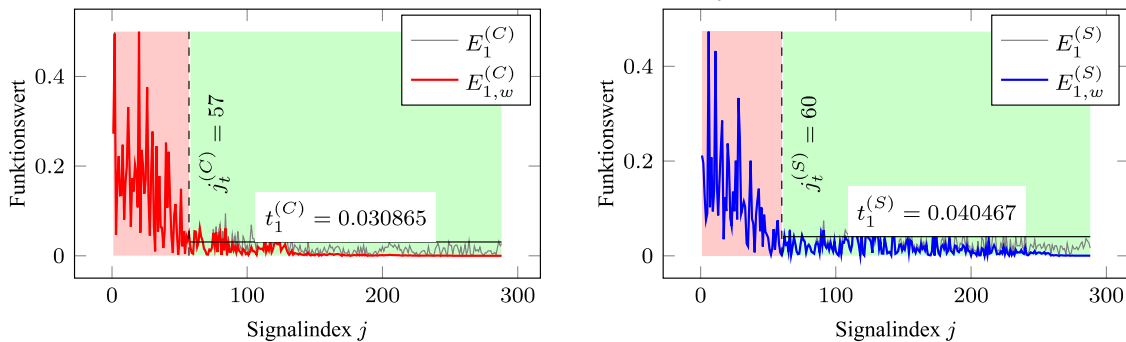 Funktionswert
0.4
0.2
0
E_1^{(C)}
E_{1,w}^{(C)}
j_t^{(C)} = 57
t_1^{(C)} = 0.030865
0 100 200 300
Signalindex j
Funktionswert
0.4
0.2
0
E_1^{(S)}
E_{1,w}^{(S)}
j_t^{(S)} = 60
t_1^{(S)} = 0.040467
0 100 200 300
Signalindex j